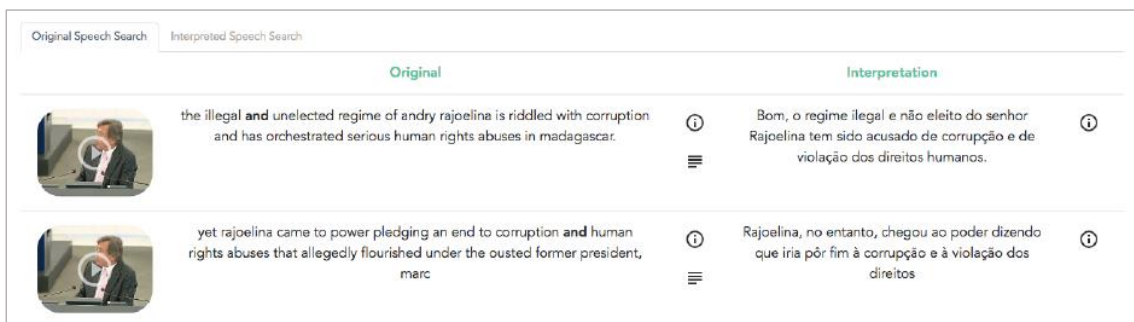 Original Speech Search Interpreted Speech Search
Original Interpretation
the illegal and unelected regime of andry rajoelina is riddled with corruption
and has orchestrated serious human rights abuses in madagascar.
Bom, o regime ilegal e não eleito do senhor
Rajoelina tem sido acusado de corrupção e de
violação dos direitos humanos.
yet rajoelina came to power pledging an end to corruption and human
rights abuses that allegedly flourished under the ousted former president,
marc
Rajoelina, no entanto, chegou ao poder dizendo
que iria pôr fim à corrupção e à violação dos
direitos